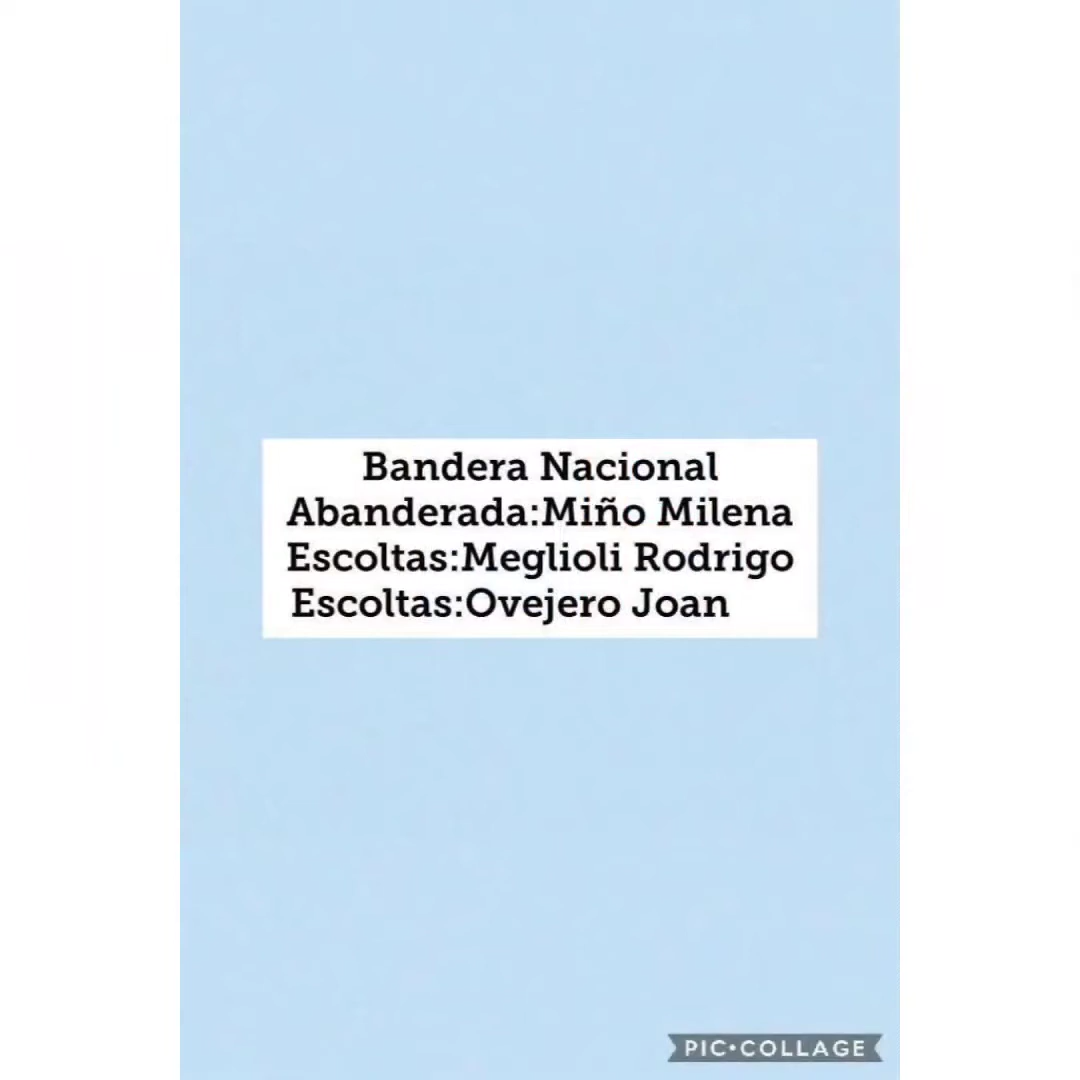 Bandera Nacional
Abanderada:Miño Milena
Escoltas:Meglioli Rodrigo
Escoltas:Ovejero Joan
PIC•COLLAGE